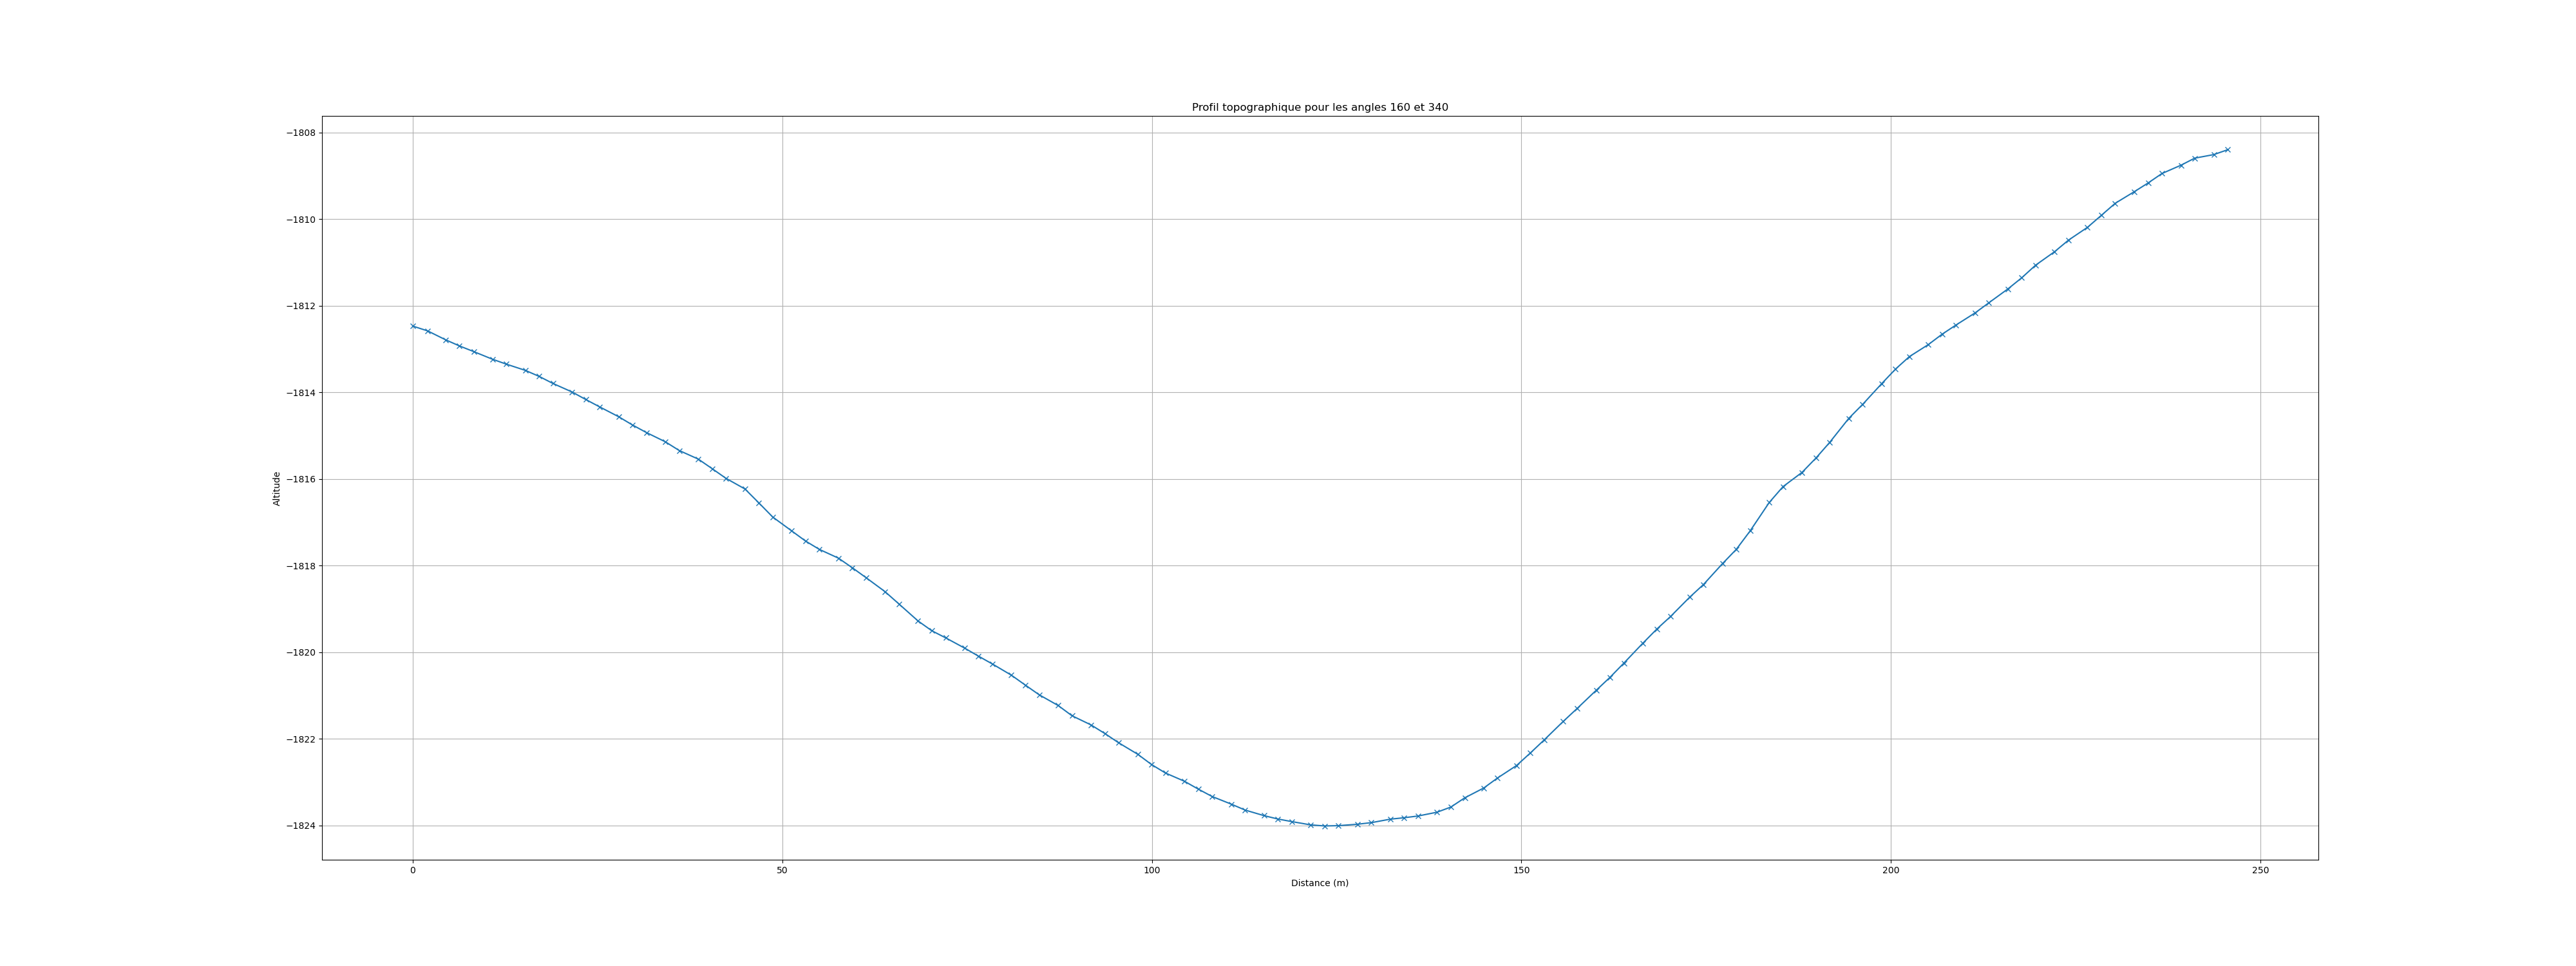 Profil topographique pour les angles 160 et 340
−1808
−1810
−1812
−1814
−1816
−1818
−1820
−1822
−1824
Altitude
0 50 100 150 200 250
Distance (m)